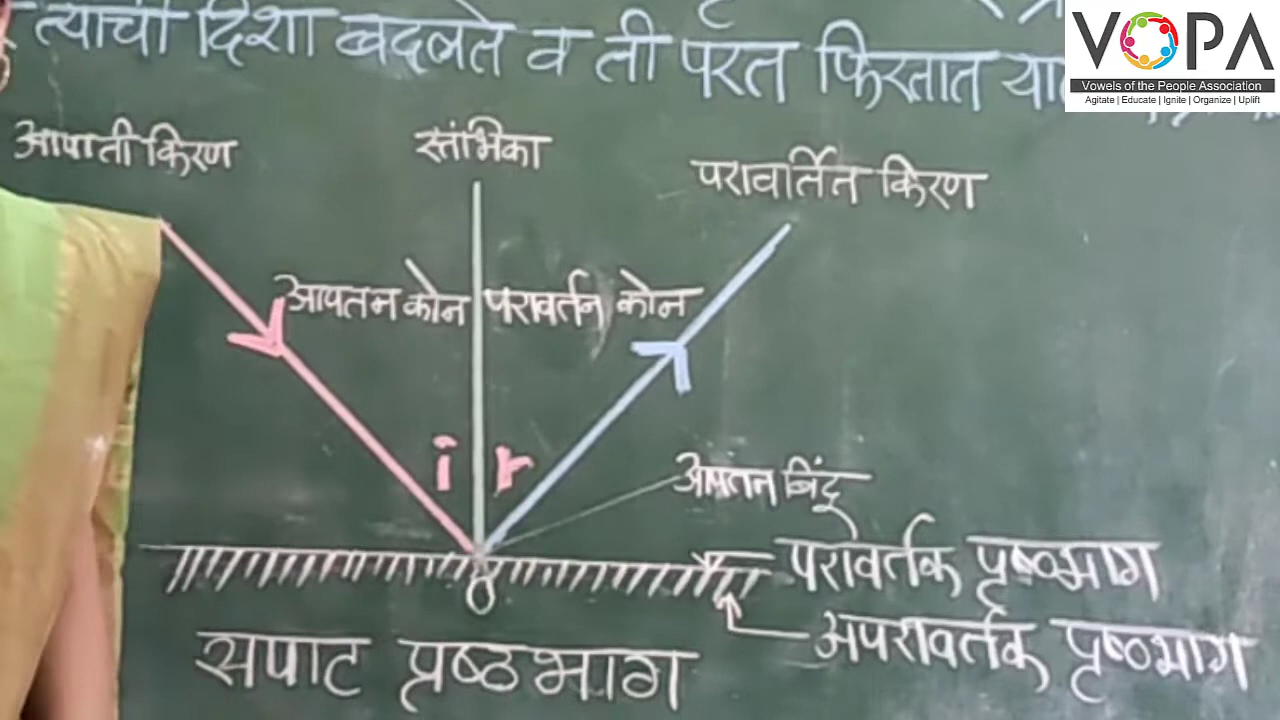 त्याची दिशा बदलते व ती परत फिरतात
VOPA
Vowels of the People Association
Agitate | Educate | Ignite | Organize | Uplift
आपाती किरण
स्तंभिका
परावर्तित किरण
आपतन कोन
परावर्तन कोन
i
r
आपतन बिंदू
परावर्तक पृष्ठभाग
O
अपरावर्तक पृष्ठभाग
सपाट प्रष्ठभाग